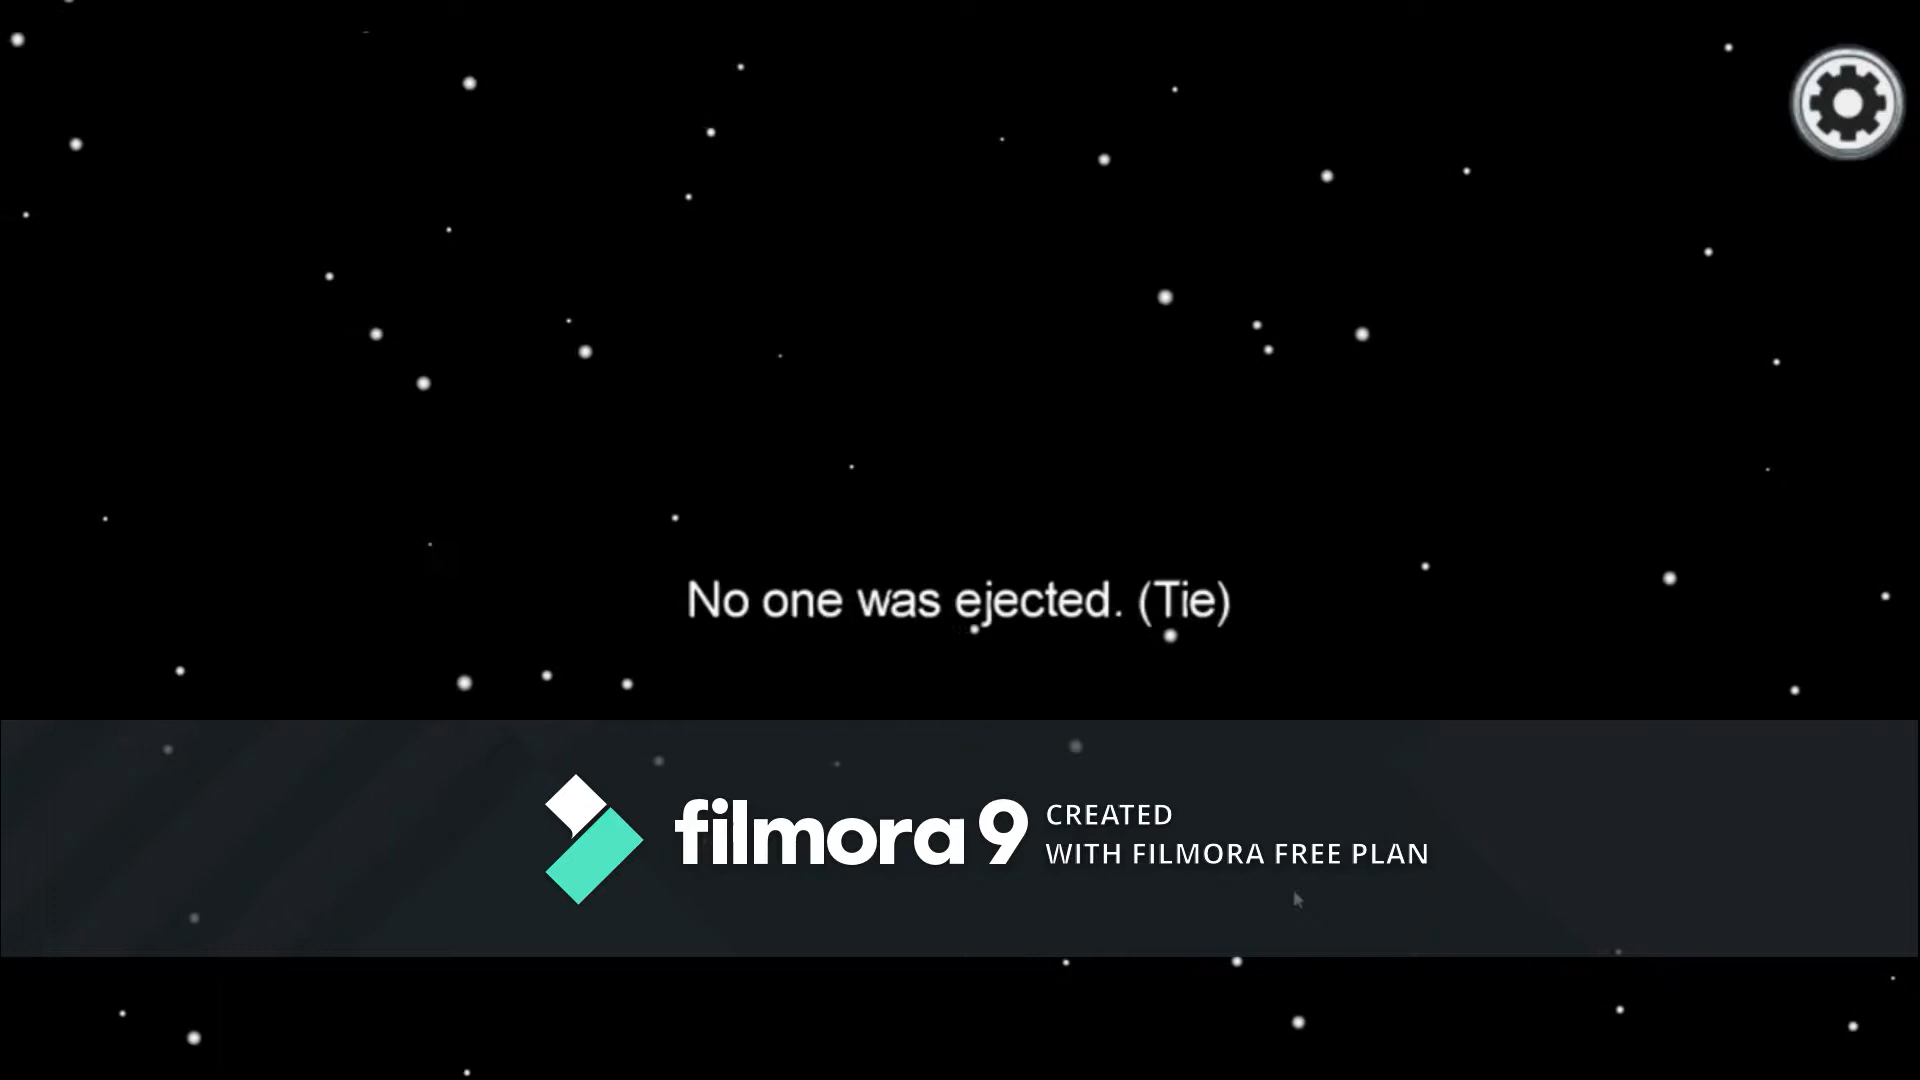 No one was ejected. (Tie)
filmora 9
CREATED
WITH FILMORA FREE PLAN